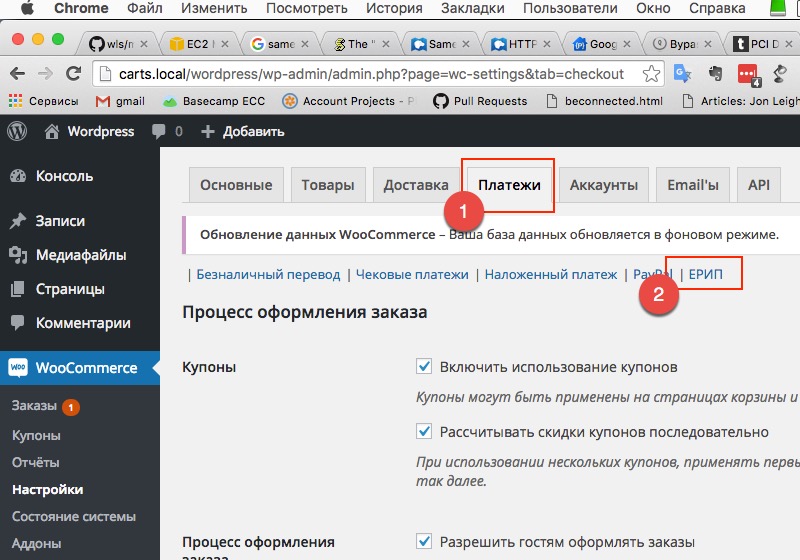 Chrome Файл Изменить Посмотреть История Закладки Пользователи Окно Справка
wls/n EC2 same The " Same HTTP Goog Bypa PCI D
carts.local/wordpress/wp-admin/admin.php?page=wc-settings&tab=checkout
4
Сервисы gmail Basecamp ECC Account Projections - P Pull Requests beconnected.html Articles: Jon Leigh
WordPress 0 Добавить
Консоль
Записи
Медиафайлы
Страницы
Комментарии
WooCommerce
Заказы 1
Купоны
Отчёты
Настройки
Состояние системы
Аддоны
Основные Товары Доставка Платежи Аккаунты Email'ы API
1
Обновление данных WooCommerce – Ваша база данных обновляется в фоновом режиме.
| Безналичный перевод | Чековые платежи | Наложенный платеж | PayPal | ЕРИП
2
Процесс оформления заказа
Купоны
Включить использование купонов
Купоны могут быть применены на страницах корзины и
Рассчитывать скидки купонов последовательно
При использовании нескольких купонов, применять первы
так далее.
Процесс оформления
заказа
Разрешить гостям оформлять заказы